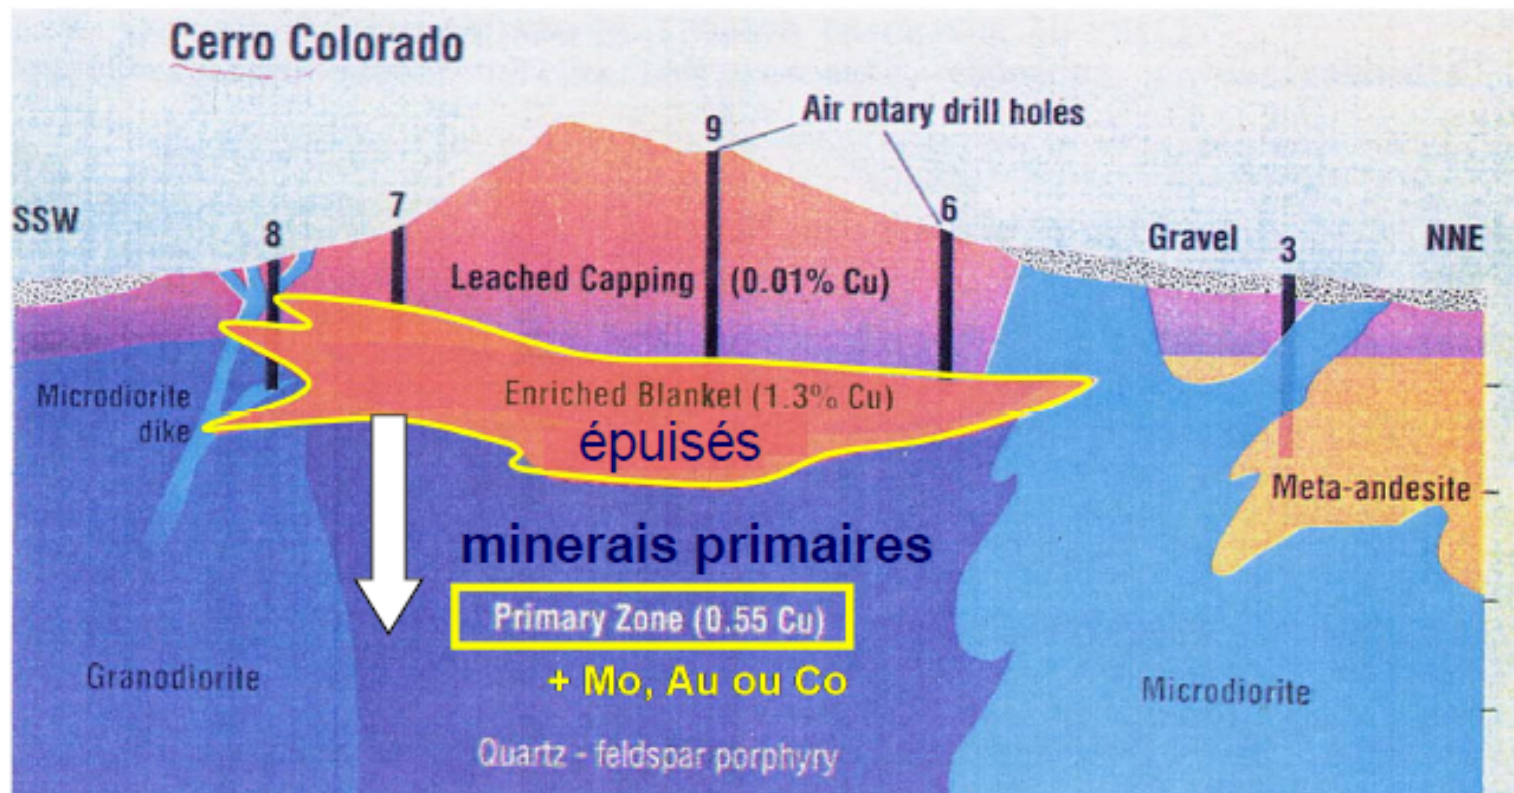 Cerro Colorado
Air rotary drill holes
9
7
6
SSW
8
Gravel
3
NNE
Leached Capping
(0.01% Cu)
Microdiorite
dike
Enriched Blanket (1.3% Cu)
épuisés
Meta-andesite
minerais primaires
Primary Zone (0.55 Cu)
Granodiorite
+ Mo, Au ou Co
Microdiorite
Quartz - feldspar porphyry